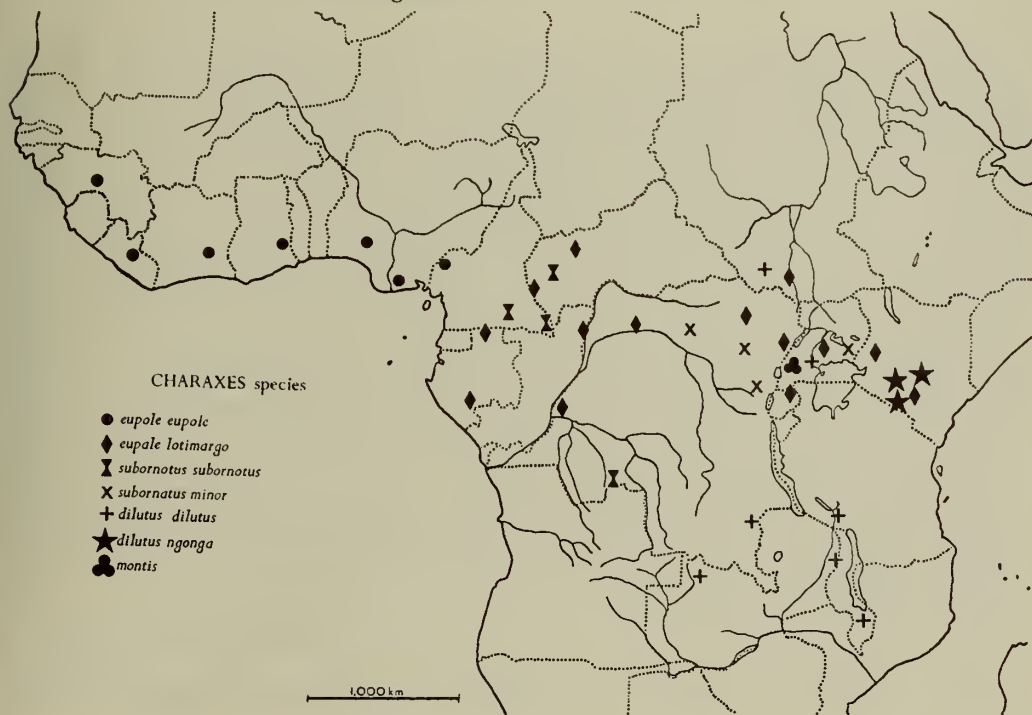 CHARAXES species
eupole eupole
eupale lotimargo
subornotus subornotus
subornatus minor
dilutus dilutus
dilutus ngonga
montis
1,000 km